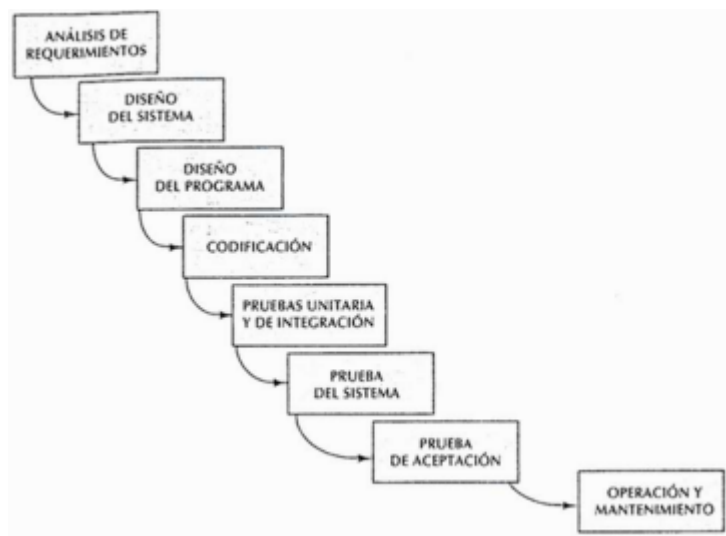 ANÁLISIS DE
REQUERIMIENTOS
DISEÑO
DEL SISTEMA
DISEÑO
DEL PROGRAMA
CODIFICACIÓN
PRUEBAS UNITARIA
Y DE INTEGRACIÓN
PRUEBA
DEL SISTEMA
PRUEBA
DE ACEPTACIÓN
OPERACIÓN Y
MANTENIMIENTO